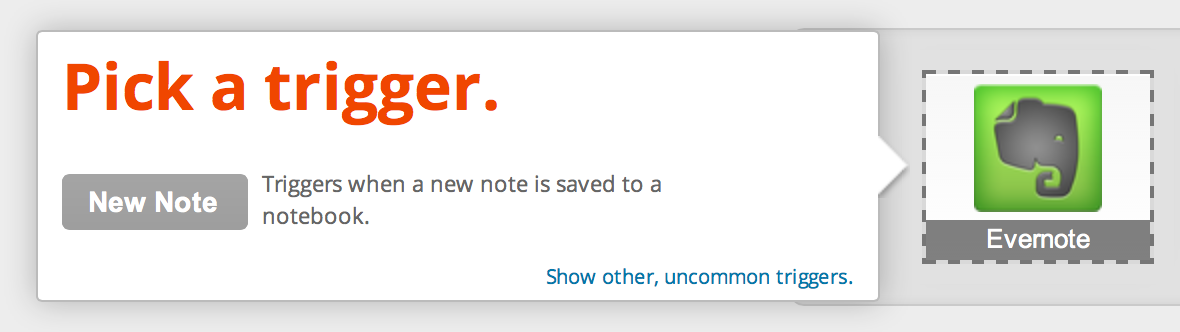 Pick a trigger.
New Note
Triggers when a new note is saved to a
notebook.
Show other, uncommon triggers.
Evernote